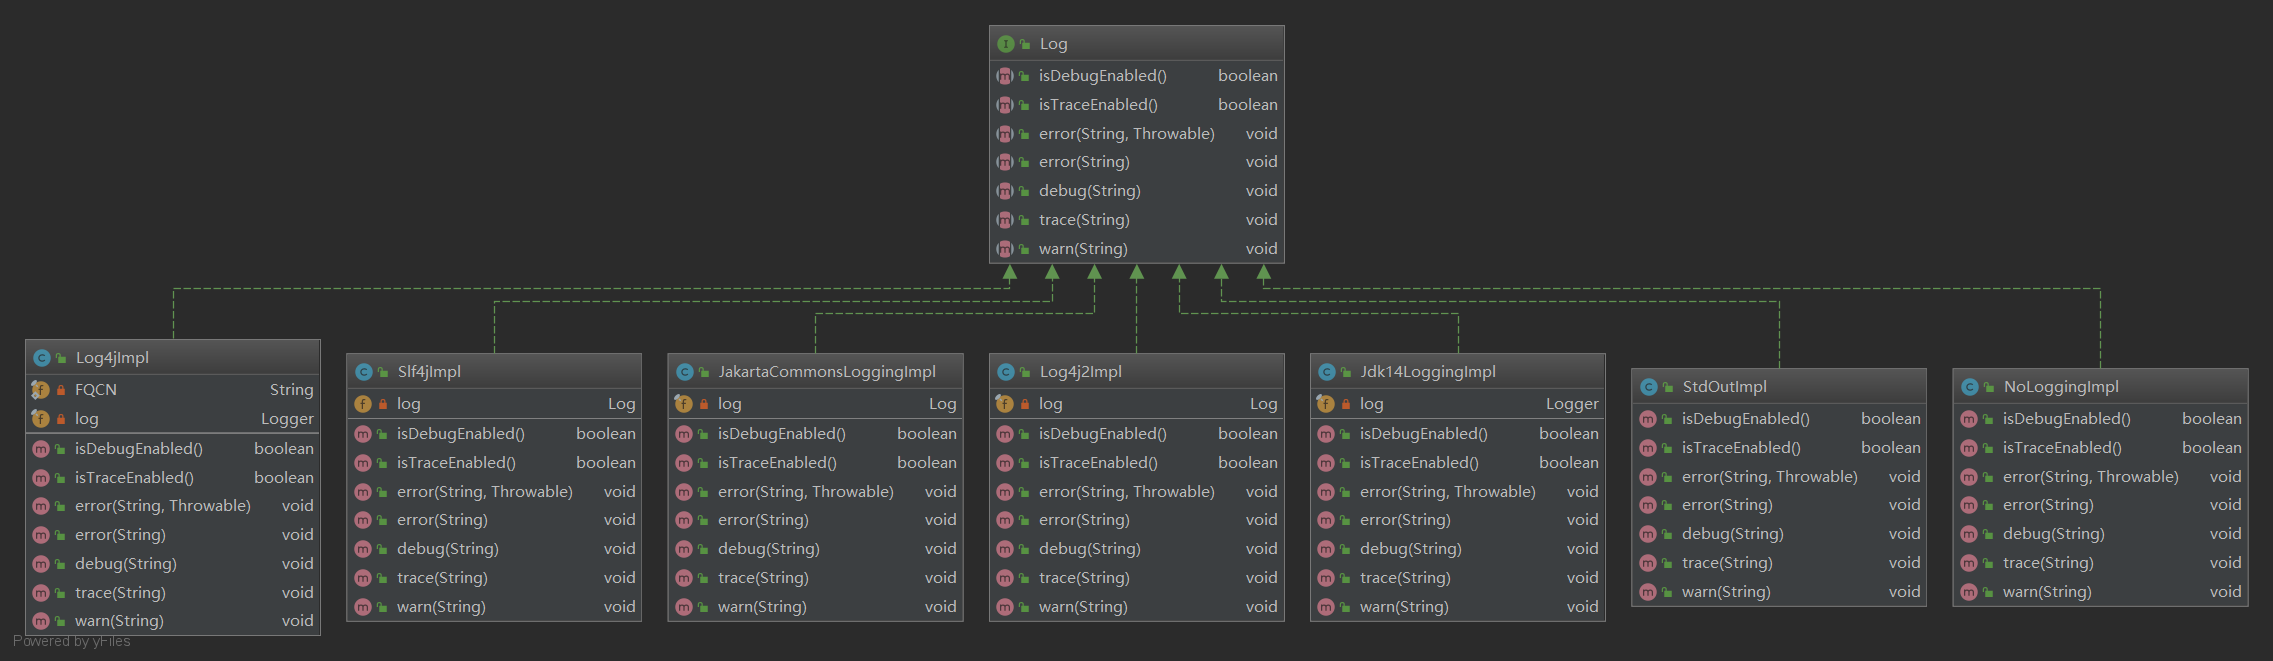 Log
isDebugEnabled() boolean
isTraceEnabled() boolean
error(String, Throwable) void
error(String) void
debug(String) void
trace(String) void
warn(String) void
Log4jImpl
FQCN String
log Logger
isDebugEnabled() boolean
isTraceEnabled() boolean
error(String, Throwable) void
error(String) void
debug(String) void
trace(String) void
warn(String) void
Slf4jImpl
log Log
isDebugEnabled() boolean
isTraceEnabled() boolean
error(String, Throwable) void
error(String) void
debug(String) void
trace(String) void
warn(String) void
JakartaCommonsLoggingImpl
log Log
isDebugEnabled() boolean
isTraceEnabled() boolean
error(String, Throwable) void
error(String) void
debug(String) void
trace(String) void
warn(String) void
Log4j2Impl
log Log
isDebugEnabled() boolean
isTraceEnabled() boolean
error(String, Throwable) void
error(String) void
debug(String) void
trace(String) void
warn(String) void
Jdk14LoggingImpl
log Logger
isDebugEnabled() boolean
isTraceEnabled() boolean
error(String, Throwable) void
error(String) void
debug(String) void
trace(String) void
warn(String) void
StdOutImpl
isDebugEnabled() boolean
isTraceEnabled() boolean
error(String, Throwable) void
error(String) void
debug(String) void
trace(String) void
warn(String) void
NoLoggingImpl
isDebugEnabled() boolean
isTraceEnabled() boolean
error(String, Throwable) void
error(String) void
debug(String) void
trace(String) void
warn(String) void
Powered by yFiles